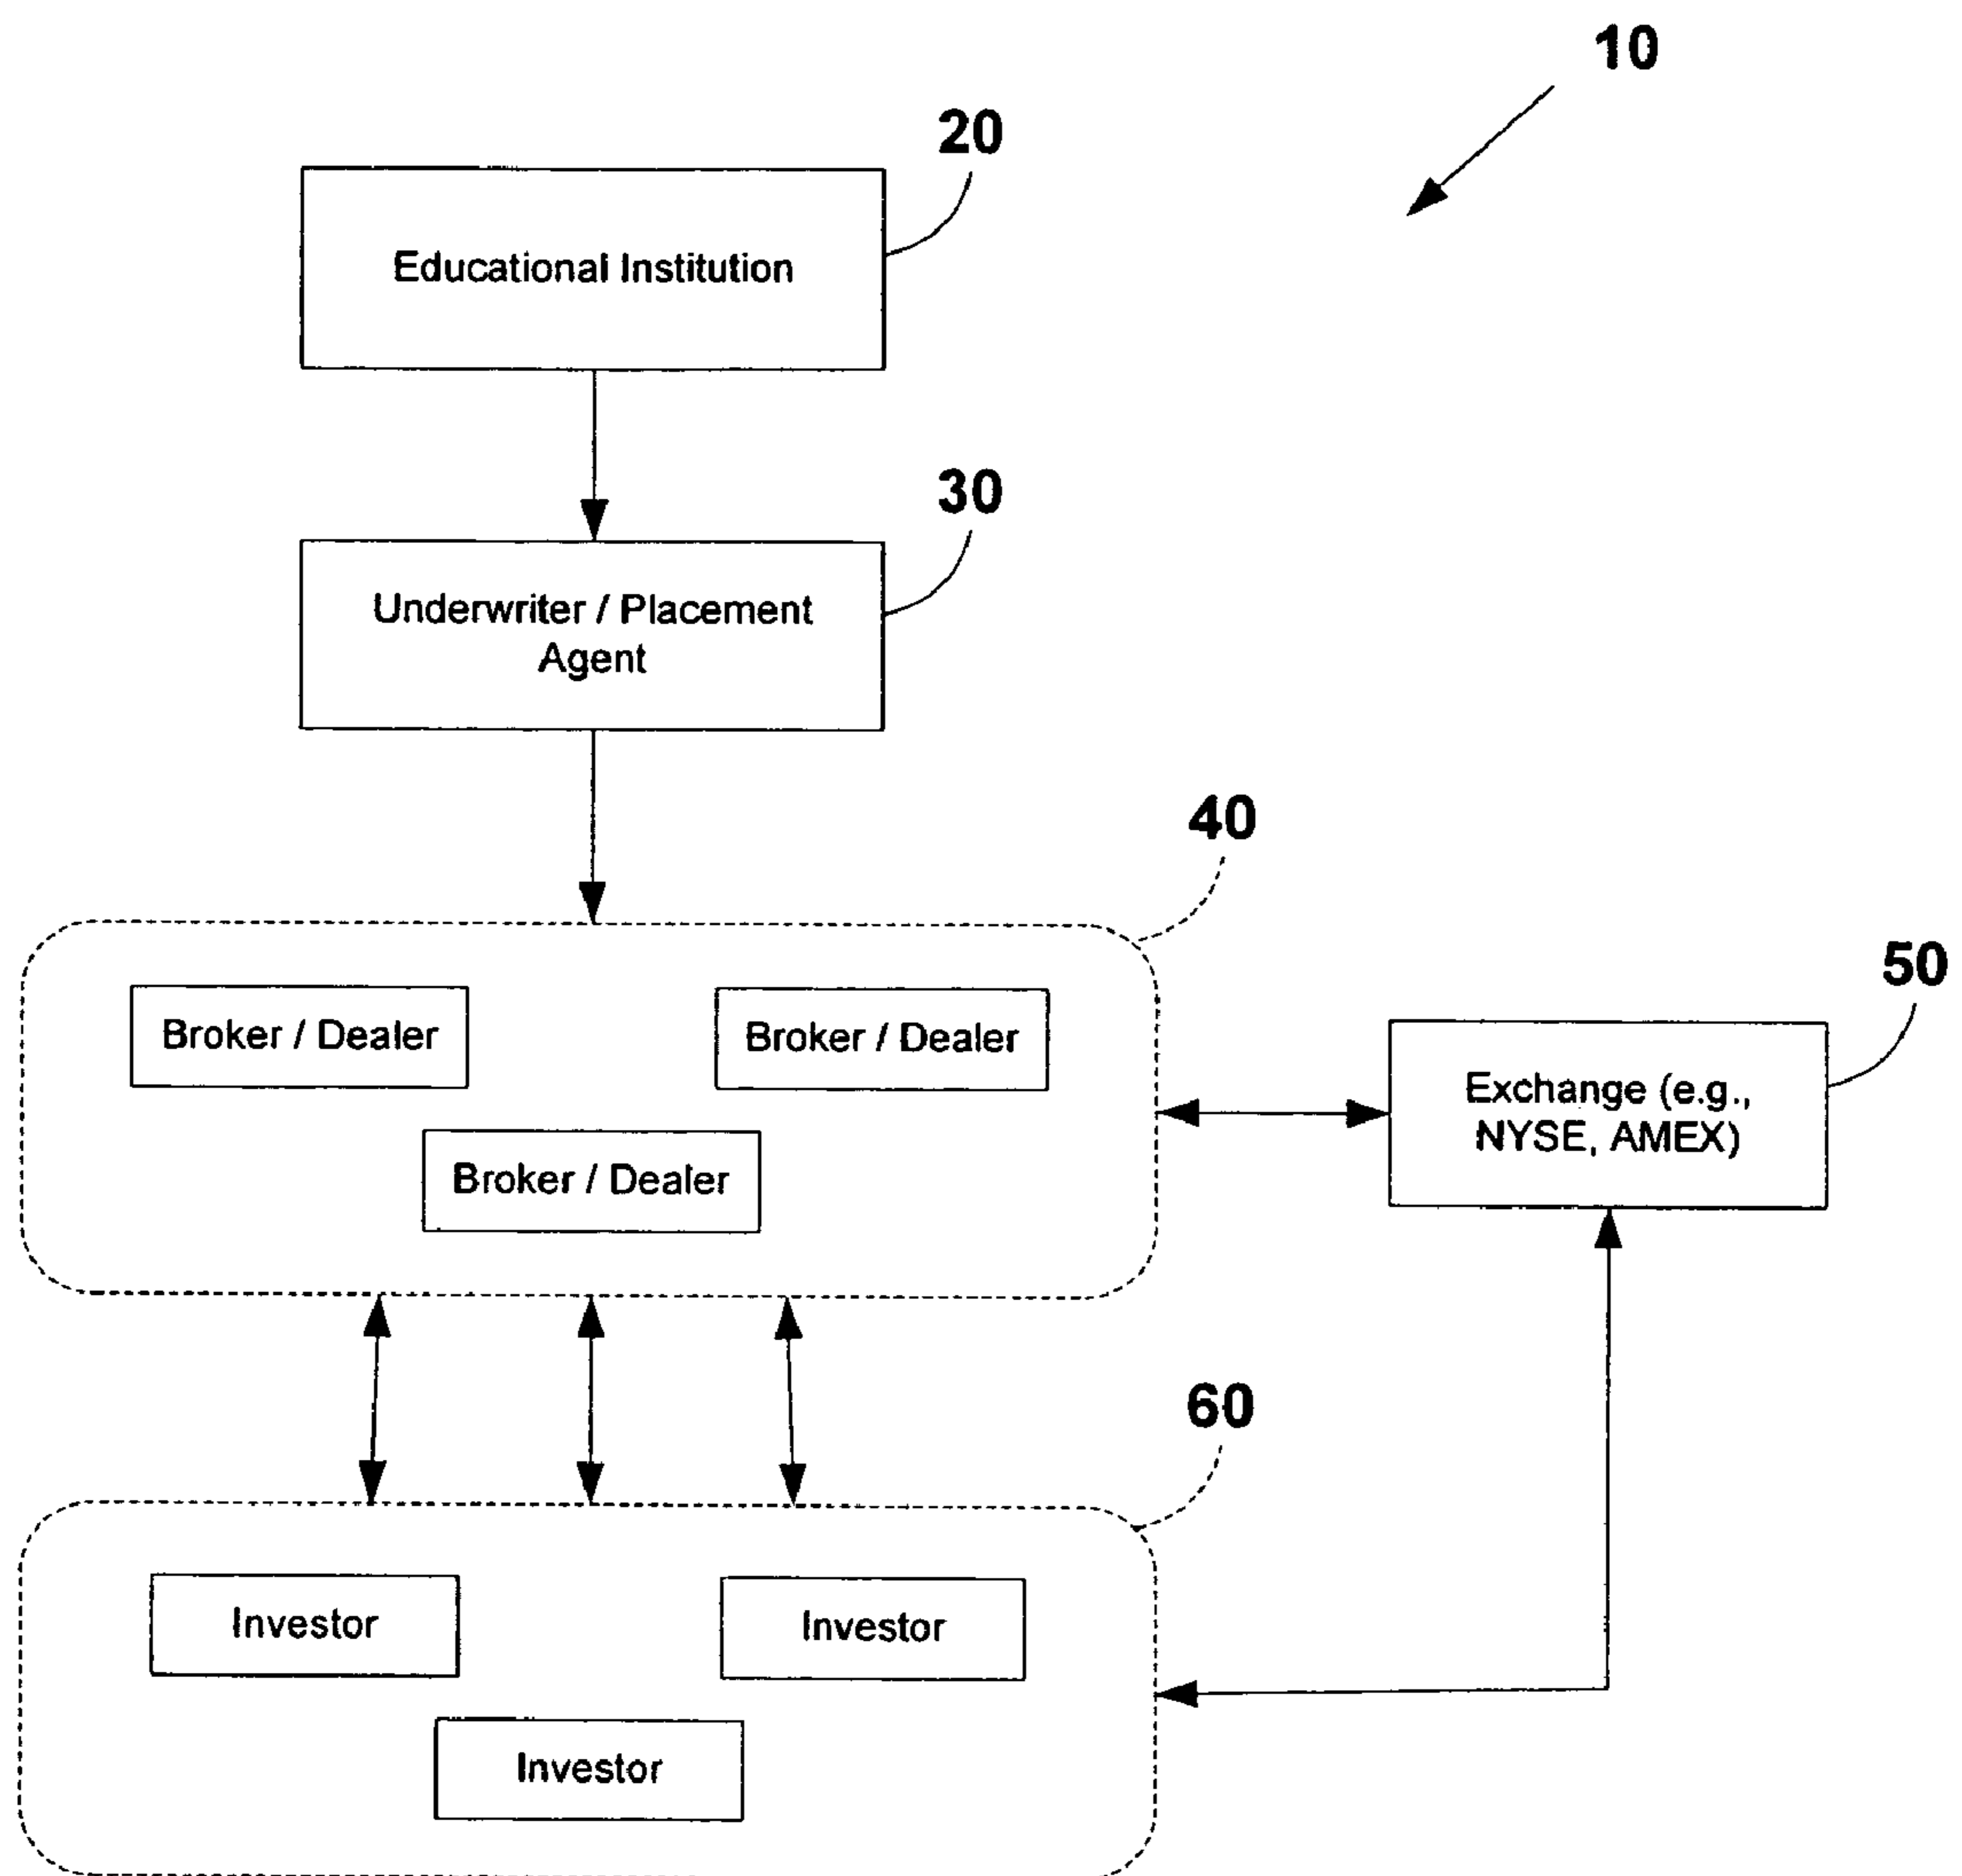 10
20
Educational Institution
30
Underwriter / Placement
Agent
40
50
Broker / Dealer
Broker / Dealer
Exchange (e.g.,
NYSE, AMEX)
Broker / Dealer
60
Investor
Investor
Investor